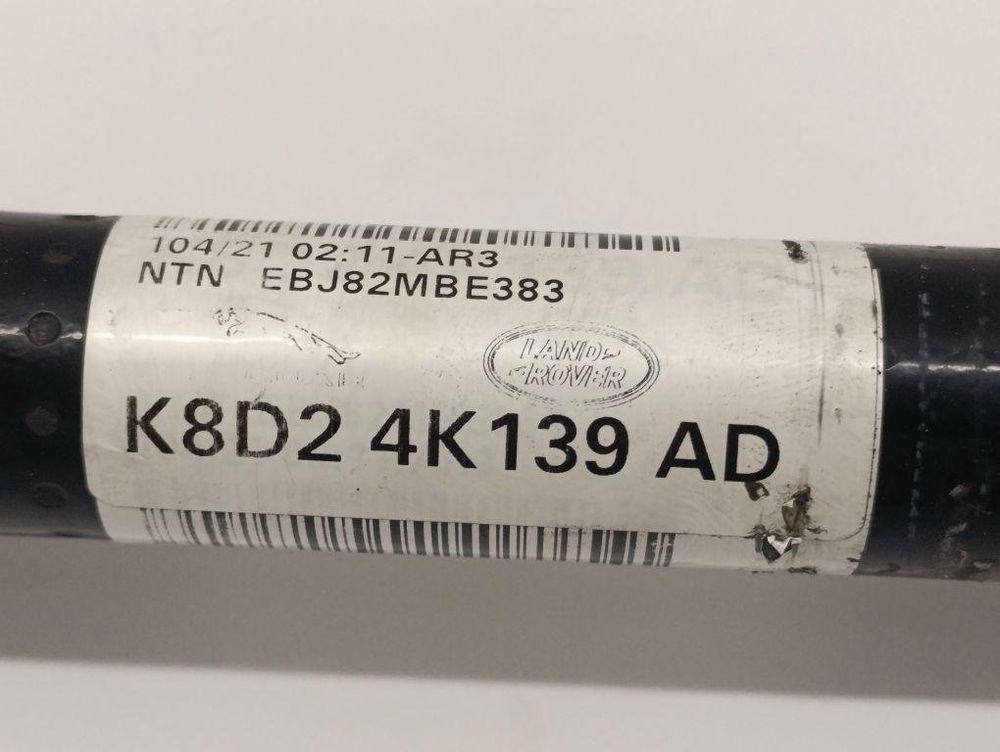 104/21 02:11-AR3
NTN EBJ82MBE383
LAND-
ROVER
K8D2 4K139 AD